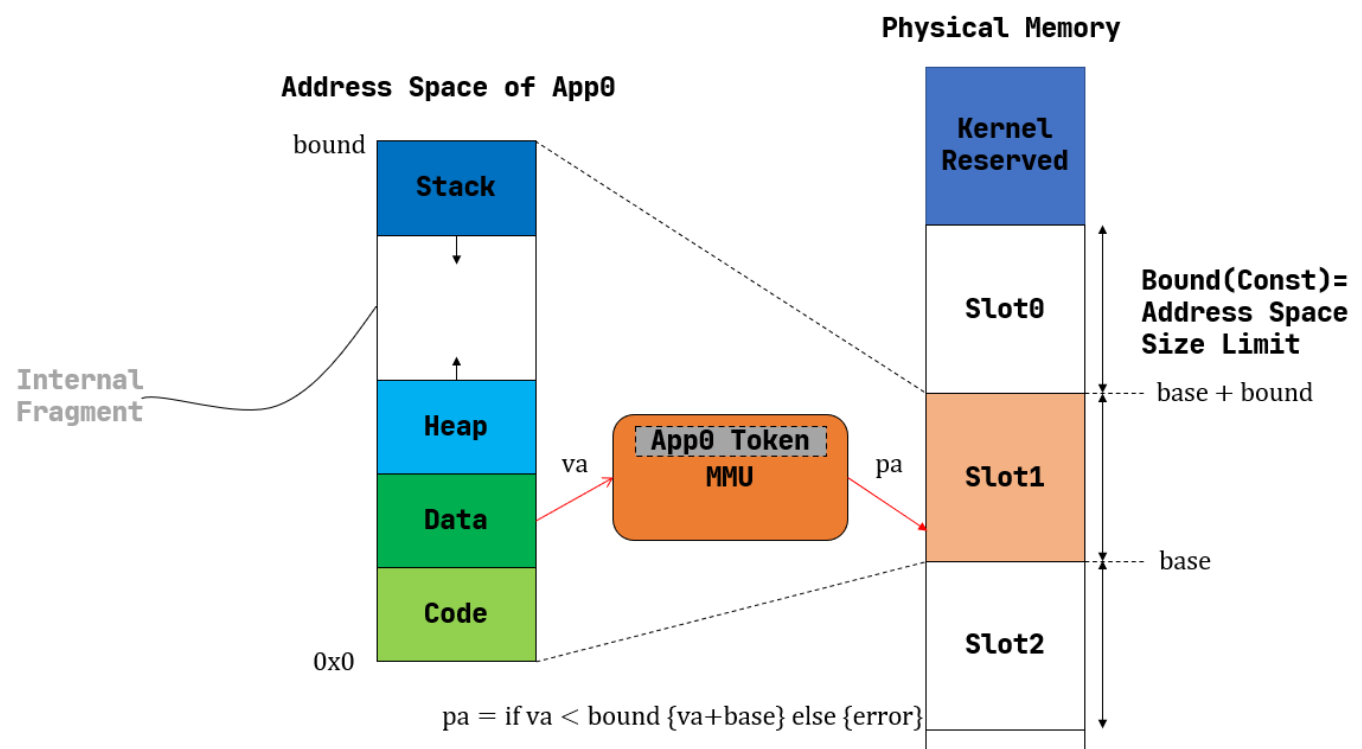 Physical Memory
Address Space of App0
Kernel
Reserved
bound
Stack
Bound(Const)=
Address Space
Size Limit
Slot0
Internal
Fragment
base + bound
Heap
App0 Token
MMU
va
pa
Slot1
Data
base
Code
Slot2
0x0
pa = if va < bound {va+base} else {error}